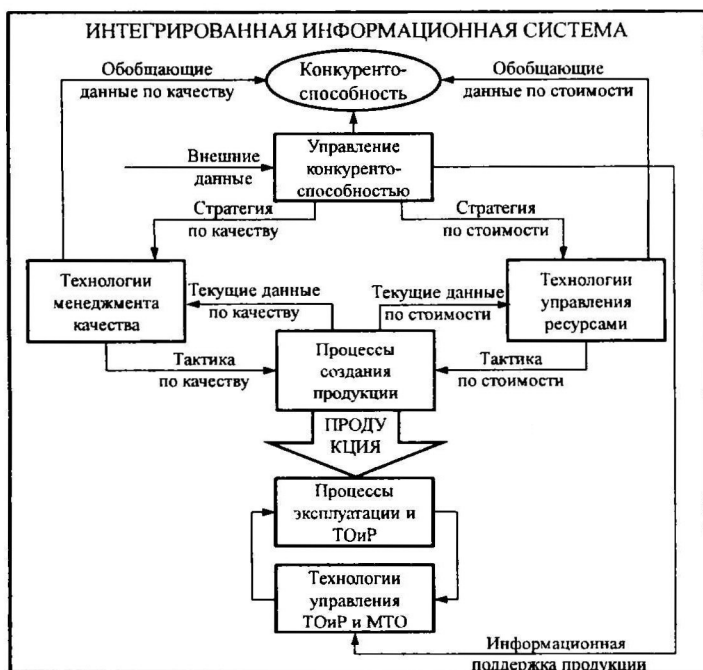 ИНТЕГРИРОВАННАЯ ИНФОРМАЦИОННАЯ СИСТЕМА
Обобщающие
данные по качеству
Конкуренто-
способность
Обобщающие
данные по стоимости
Внешние
данные
Управление
конкуренто-
способностью
Стратегия
по качеству
Стратегия
по стоимости
Технологии
менеджмента
качества
Текущие данные
по качеству
Текущие данные
по стоимости
Технологии
управления
ресурсами
Тактика
по качеству
Процессы
создания
продукции
Тактика
по стоимости
ПРОДУ
КЦИЯ
Процессы
эксплуатации и
ТОиР
Технологии
управления
ТОиР и МТО
Информационная
поддержка продукции